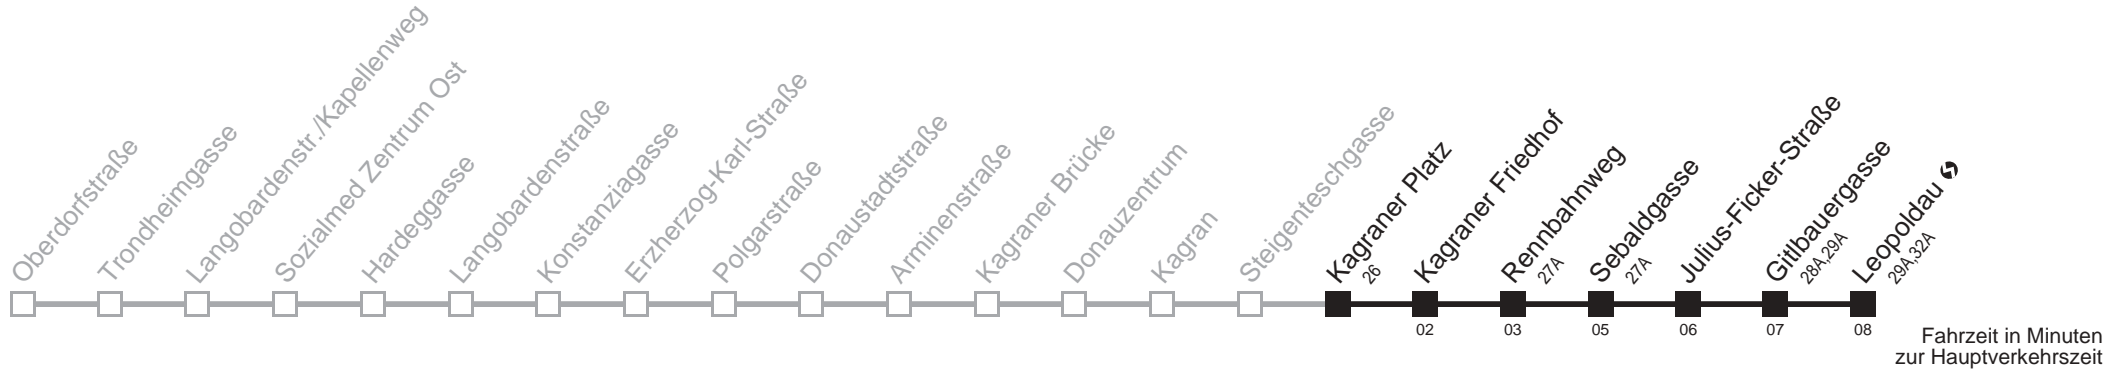 Oberdorfstraße
Trondheimgasse
Langobardenstr./Kapellenweg
Sozialmed Zentrum Ost
Hardeggasse
Langobardenstraße
Konstanziagasse
Erzherzog-Karl-Straße
Polgarstraße
Donaustadtstraße
Arminenstraße
Kagraner Brücke
Donauzentrum
Kagran
Steigenteschgasse
Kagraner Platz
26
Kagraner Friedhof
02
Rennbahnweg
27A
03
Sebaldgasse
27A
05
Julius-Ficker-Straße
06
Gitlbauergasse
28A,29A
07
Leopoldau
29A,32A
08
Fahrzeit in Minuten
zur Hauptverkehrszeit